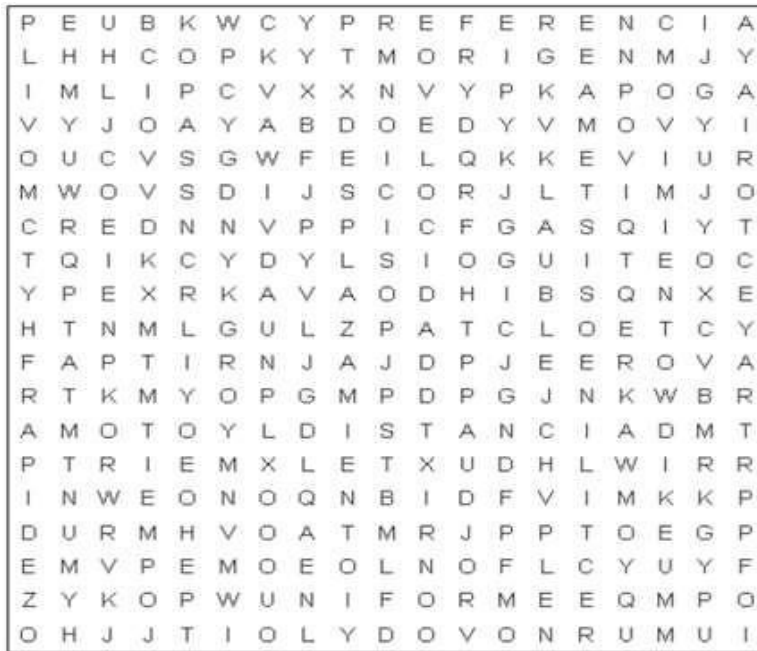 P E U B K W C Y P R E F E R E N C I A
L H H C O P K Y T M O R I G E N M J Y
I M L I P C V X X N V Y P K A P O G A
V Y J O A Y A B D O E D Y V M O V Y I
O U C V S G W F E I L Q K K E V I U R
M W O V S D I J S C O R J L T I M J O
C R E D N N V P P I C F G A S Q I Y T
T Q I K C Y D Y L S I O G U I T E O C
Y P E X R K A V A O D H I B S Q N X E
H T N M L G U L Z P A T C L O E T C Y
F A P T I R N J A J D P J E E R O V A
R T K M Y O P G M P D P G J N K W B R
A M O T O Y L D I S T A N C I A D M T
P T R I E M X L E T X U D H L W I R R
I N W E O N O Q N B I D F V I M K K P
D U R M H V O A T M R J P P T O E G P
E M V P E M O E O L N O F L C Y U Y F
Z Y K O P W U N I F O R M E E Q M P O
O H J J T I O L Y D O V O N R U M U I